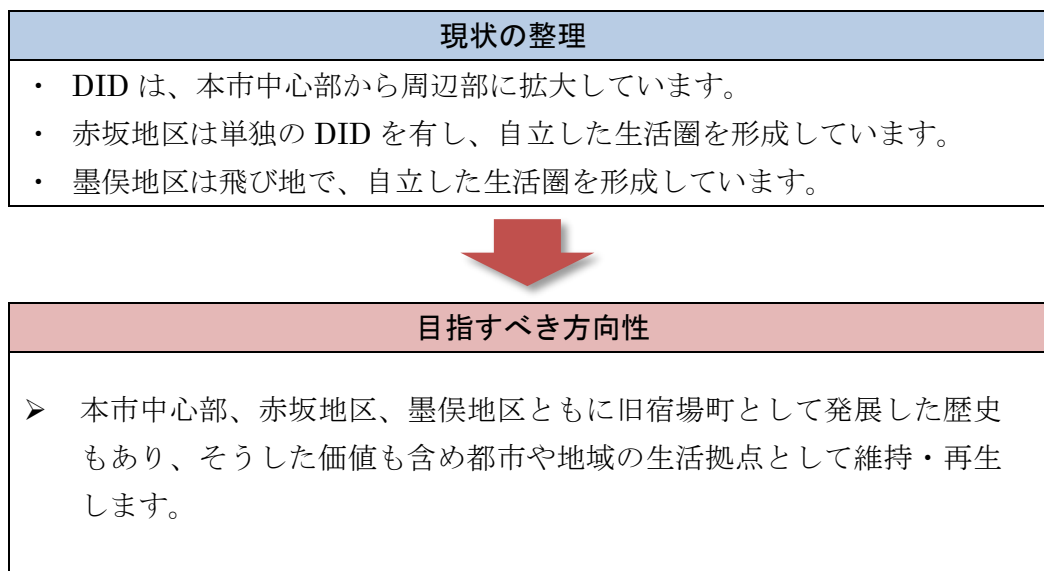 現状の整理
・ DID は、本市中心部から周辺部に拡大しています。
・ 赤坂地区は単独の DID を有し、自立した生活圏を形成しています。
・ 墨俣地区は飛び地で、自立した生活圏を形成しています。
目指すべき方向性
➢ 本市中心部、赤坂地区、墨俣地区ともに旧宿場町として発展した歴史
もあり、そうした価値も含め都市や地域の生活拠点として維持・再生
します。